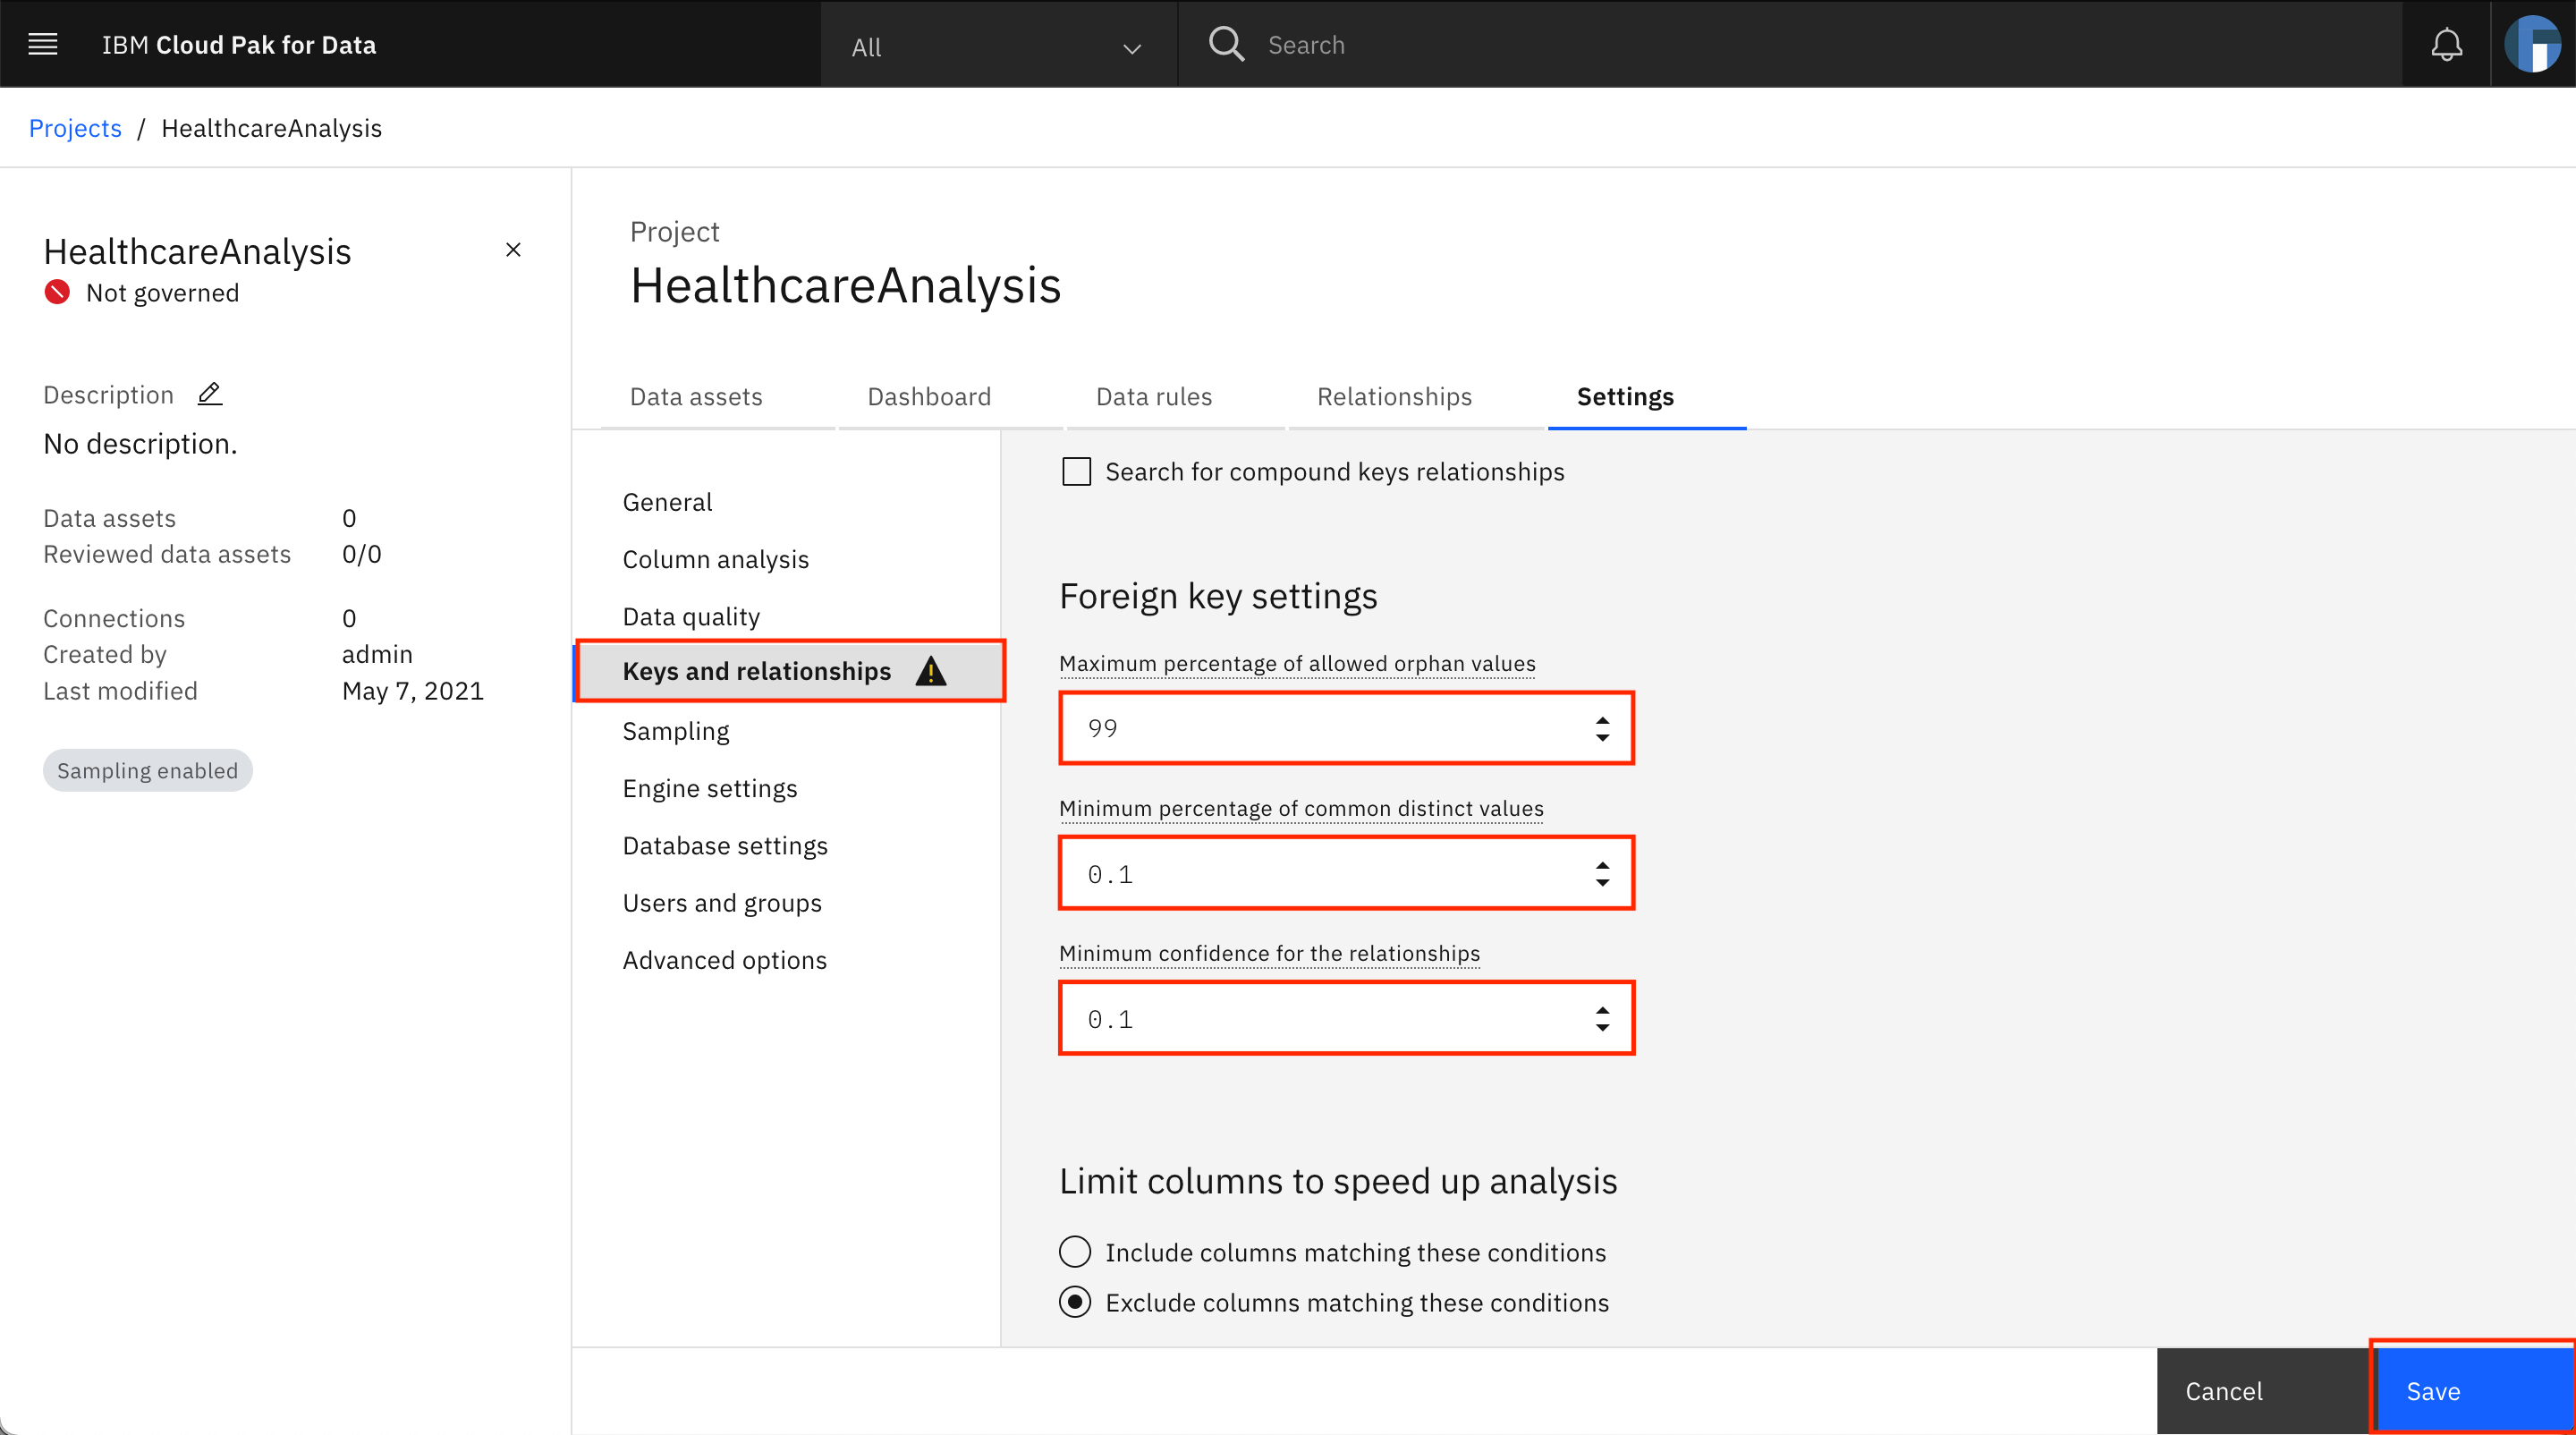 IBM Cloud Pak for Data
All
Search
Projects / HealthcareAnalysis
HealthcareAnalysis
Not governed
Description
No description.
Data assets 0
Reviewed data assets 0/0
Connections 0
Created by admin
Last modified May 7, 2021
Sampling enabled
Project
HealthcareAnalysis
Data assets Dashboard Data rules Relationships Settings
General
Column analysis
Data quality
Keys and relationships
Sampling
Engine settings
Database settings
Users and groups
Advanced options
Search for compound keys relationships
Foreign key settings
Maximum percentage of allowed orphan values
99
Minimum percentage of common distinct values
0.1
Minimum confidence for the relationships
0.1
Limit columns to speed up analysis
Include columns matching these conditions
Exclude columns matching these conditions
Cancel Save